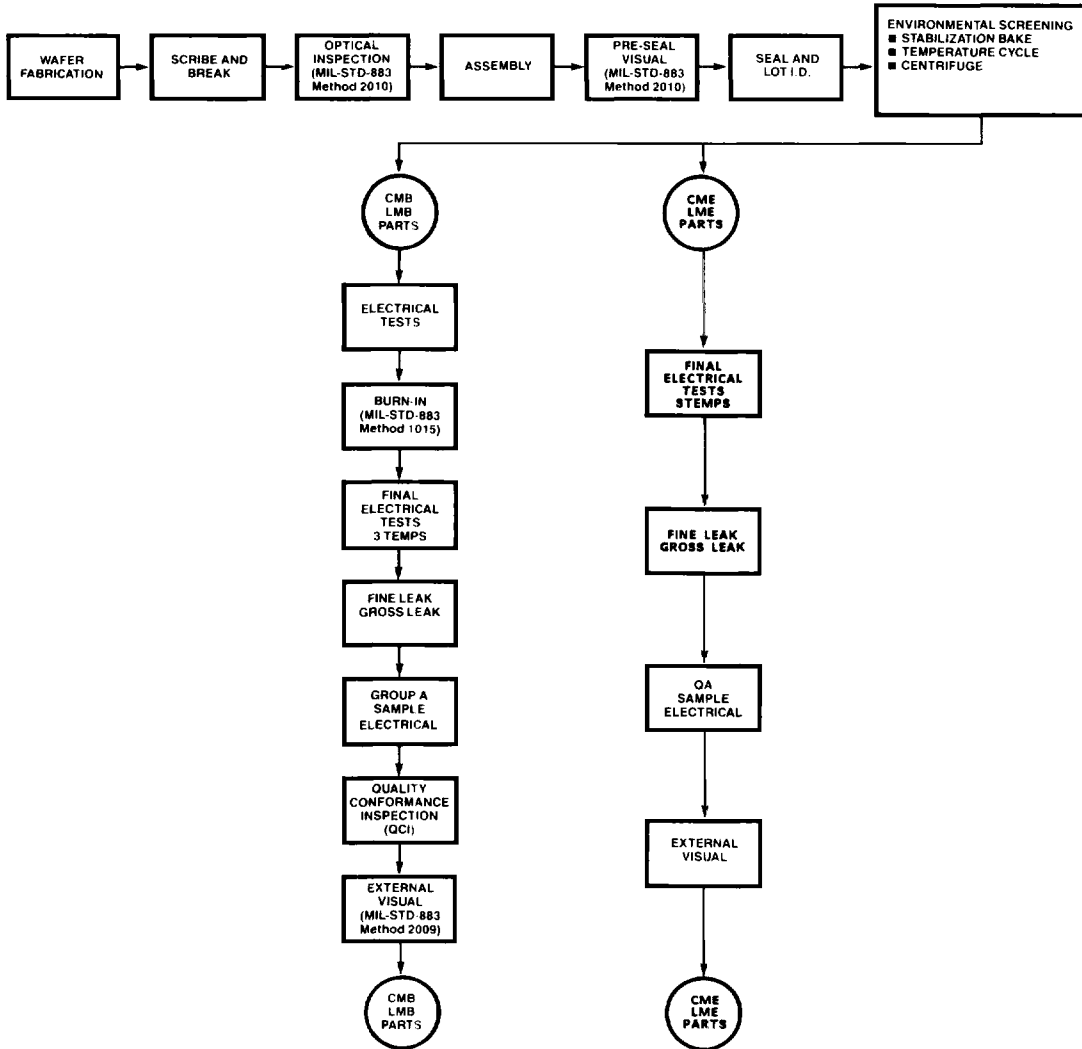 WAFER
FABRICATION
SCRIBE AND
BREAK
OPTICAL
INSPECTION
(MIL-STD-883
Method 2010)
ASSEMBLY
PRE-SEAL
VISUAL
(MIL-STD-883
Method 2010)
SEAL AND
LOT I.D.
ENVIRONMENTAL SCREENING
■ STABILIZATION BAKE
■ TEMPERATURE CYCLE
■ CENTRIFUGE
CMB
LMB
PARTS
ELECTRICAL
TESTS
BURN-IN
(MIL-STD-883
Method 1015)
FINAL
ELECTRICAL
TESTS
3 TEMPS
FINE LEAK
GROSS LEAK
GROUP A
SAMPLE
ELECTRICAL
QUALITY
CONFORMANCE
INSPECTION
(QCI)
EXTERNAL
VISUAL
(MIL-STD-883
Method 2009)
CMB
LMB
PARTS
CME
LME
PARTS
FINAL
ELECTRICAL
TESTS
STEMPS
FINE LEAK
GROSS LEAK
QA
SAMPLE
ELECTRICAL
EXTERNAL
VISUAL
CME
LME
PARTS